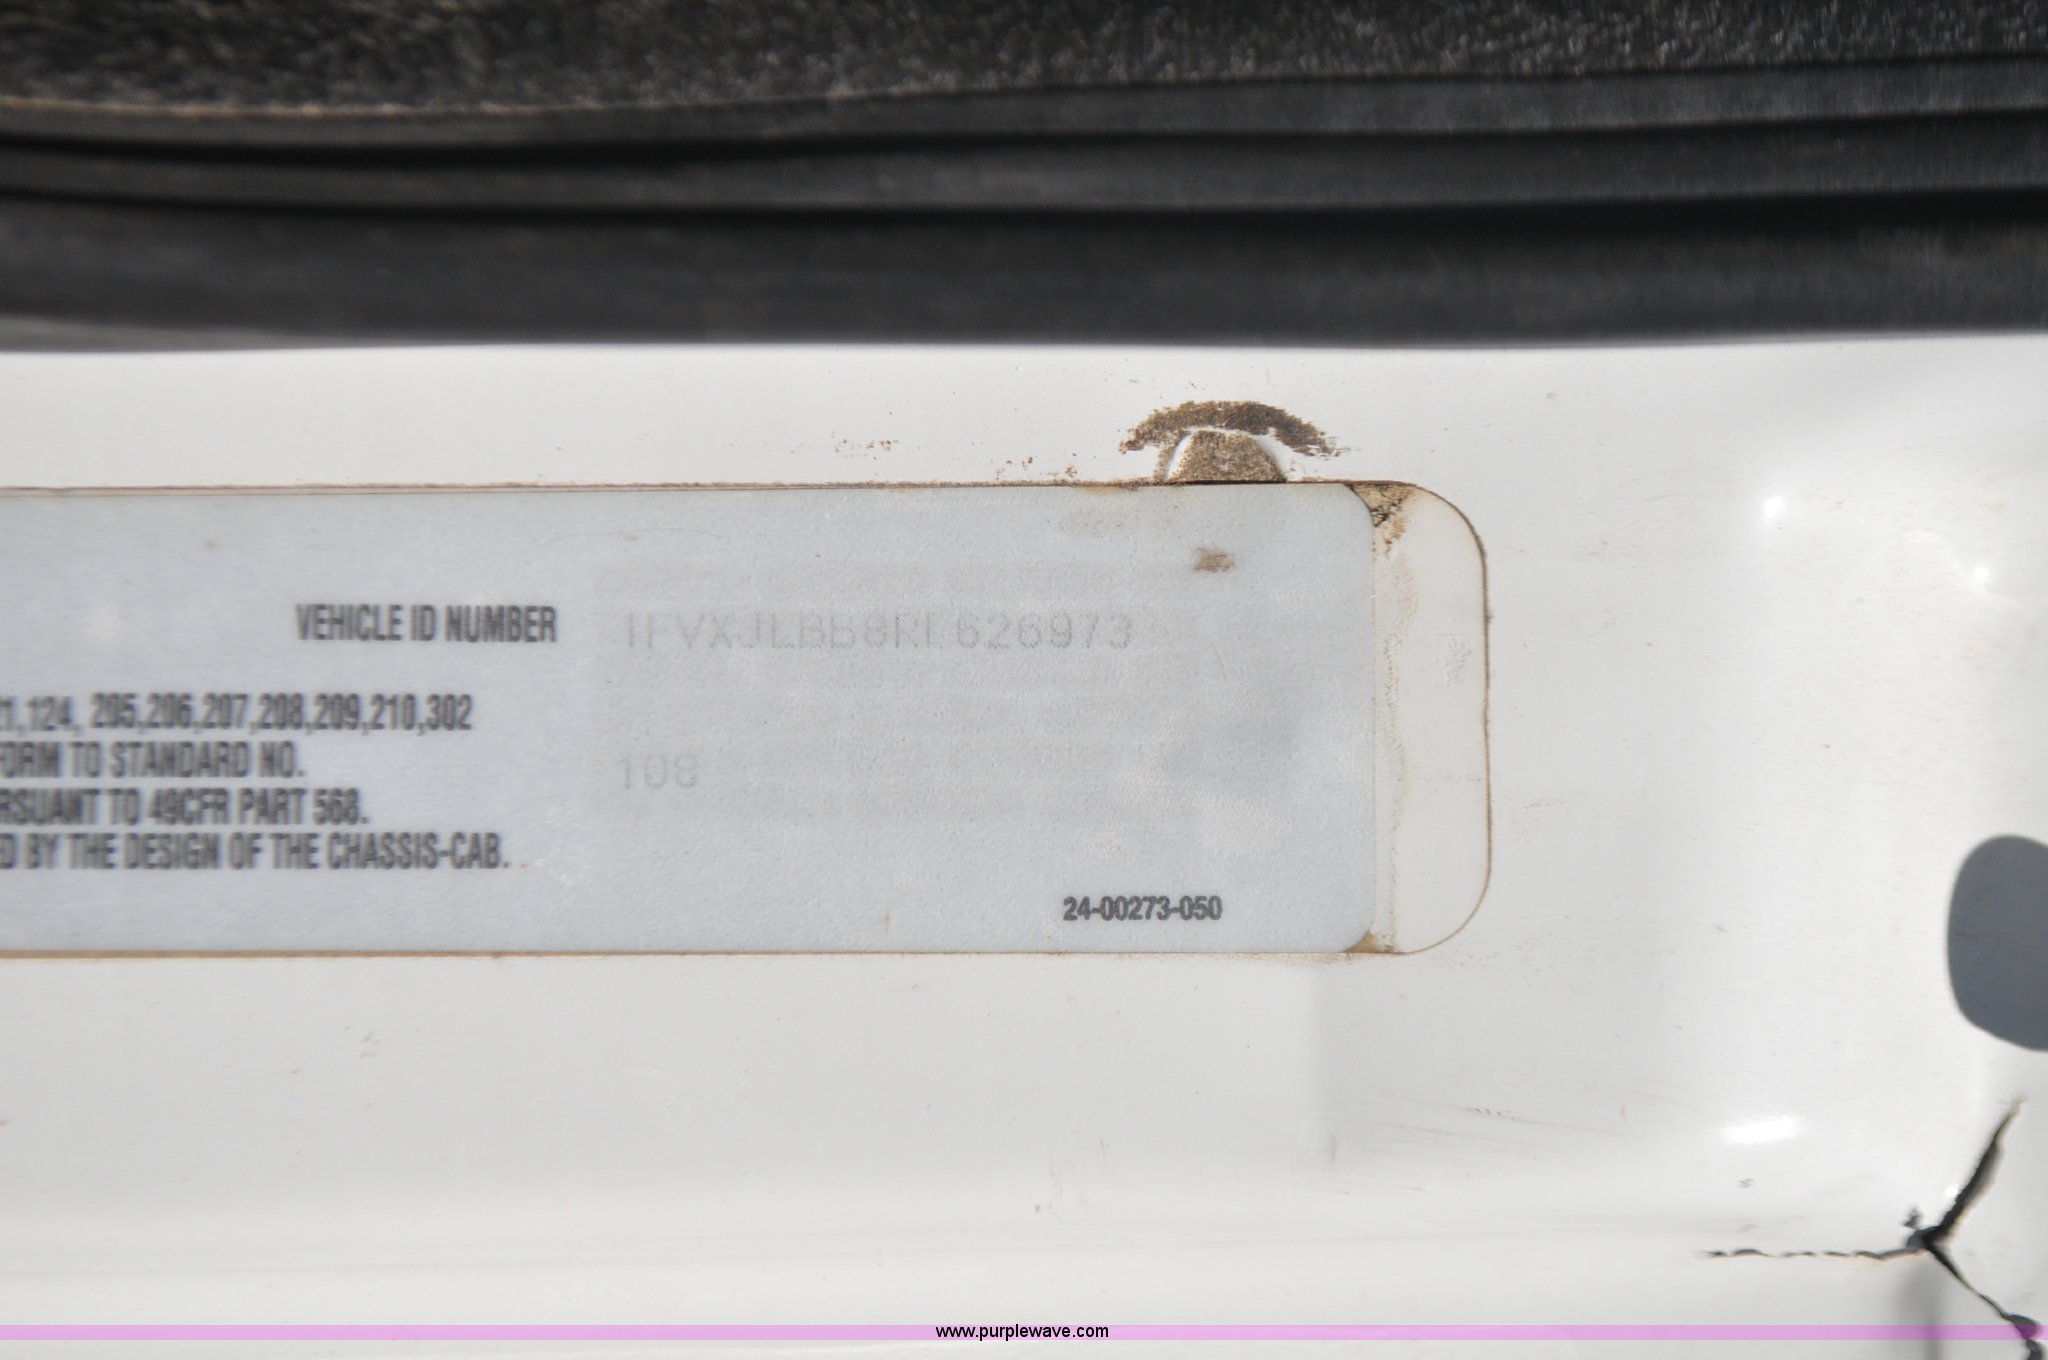 VEHICLE ID NUMBER 1FVXJLBB8RL626973
21,124, 205,206,207,208,209,210,302
FORM TO STANDARD NO.
RSUANT TO 49CFR PART 568. 108
ED BY THE DESIGN OF THE CHASSIS-CAB.
24-00273-050
www.purplewave.com